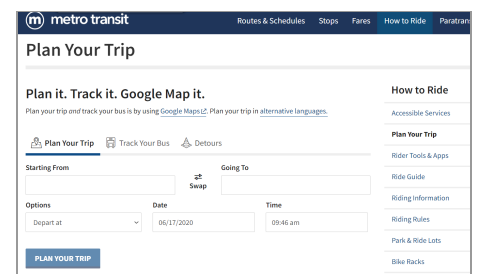 m metro transit
Routes & Schedules Stops Fares How to Ride Paratrans
Plan Your Trip
Plan it. Track it. Google Map it.
Plan your trip and track your bus is by using Google Maps. Plan your trip in alternative languages.
Plan Your Trip Track Your Bus Detours
Starting From
Swap
Going To
Options Date Time
Depart at 06/17/2020 09:46 am
PLAN YOUR TRIP
How to Ride
Accessible Services
Plan Your Trip
Rider Tools & Apps
Ride Guide
Riding Information
Riding Rules
Park & Ride Lots
Bike Racks